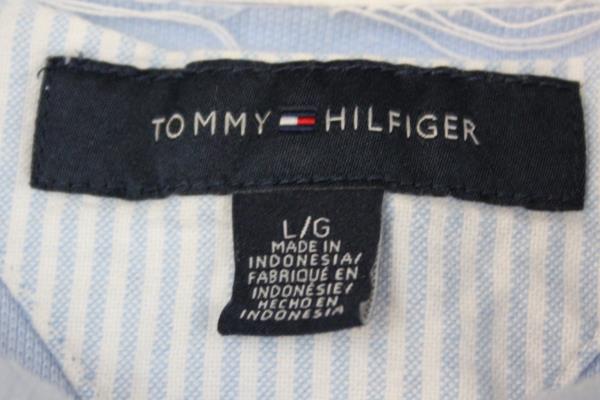 TOMMY HILFIGER
L/G
MADE IN
INDONESIA/
FABRIQUÉ EN
INDONÉSIE/
HECHO EN
INDONESIA